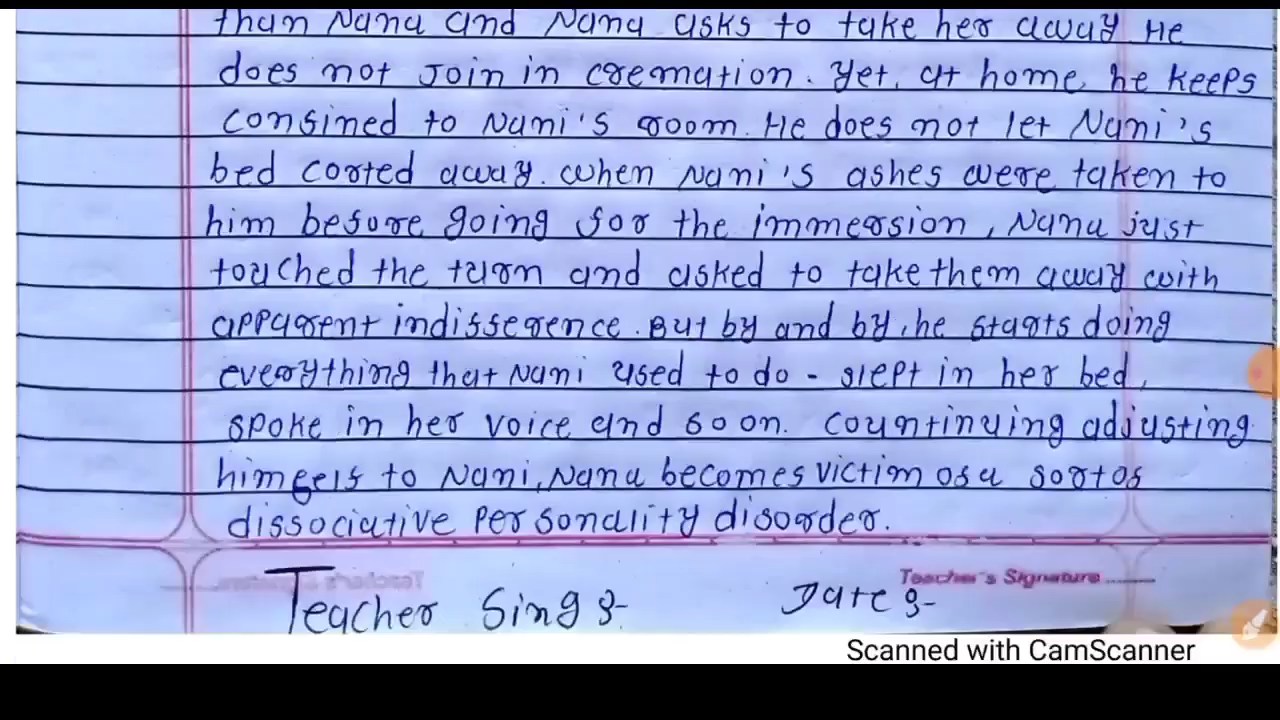 than Nana and Nana asks to take her away He
does not Join in cremation. Yet, at home, he keeps
confined to Nani's room. He does not let Nani's
bed corted away. When Nani's ashes were taken to
him before going for the immersion, Nana just
touched the turn and asked to take them away with
apparent indifference. But by and by, he starts doing
everything that Nani used to do - slept in her bed,
spoke in her voice and so on. Countinuing adjusting
himself to Nani, Nana becomes victim of a sort of
dissociative personality disorder.
Teacher's Signature
Teacher Sing :-
Date :-
Scanned with CamScanner